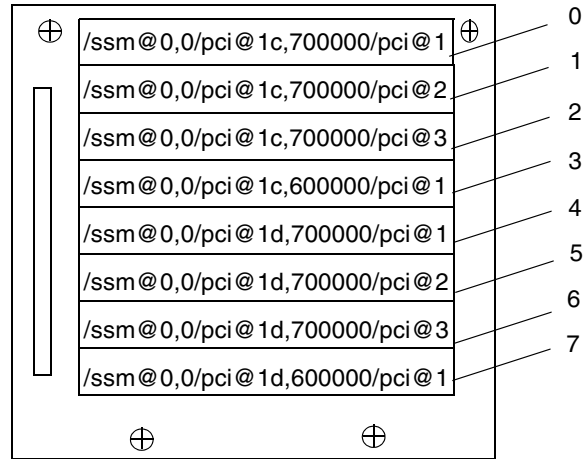 /ssm@0,0/pci@1c,700000/pci@1 0
/ssm@0,0/pci@1c,700000/pci@2 1
/ssm@0,0/pci@1c,700000/pci@3 2
/ssm@0,0/pci@1c,600000/pci@1 3
/ssm@0,0/pci@1d,700000/pci@1 4
/ssm@0,0/pci@1d,700000/pci@2 5
/ssm@0,0/pci@1d,700000/pci@3 6
/ssm@0,0/pci@1d,600000/pci@1 7